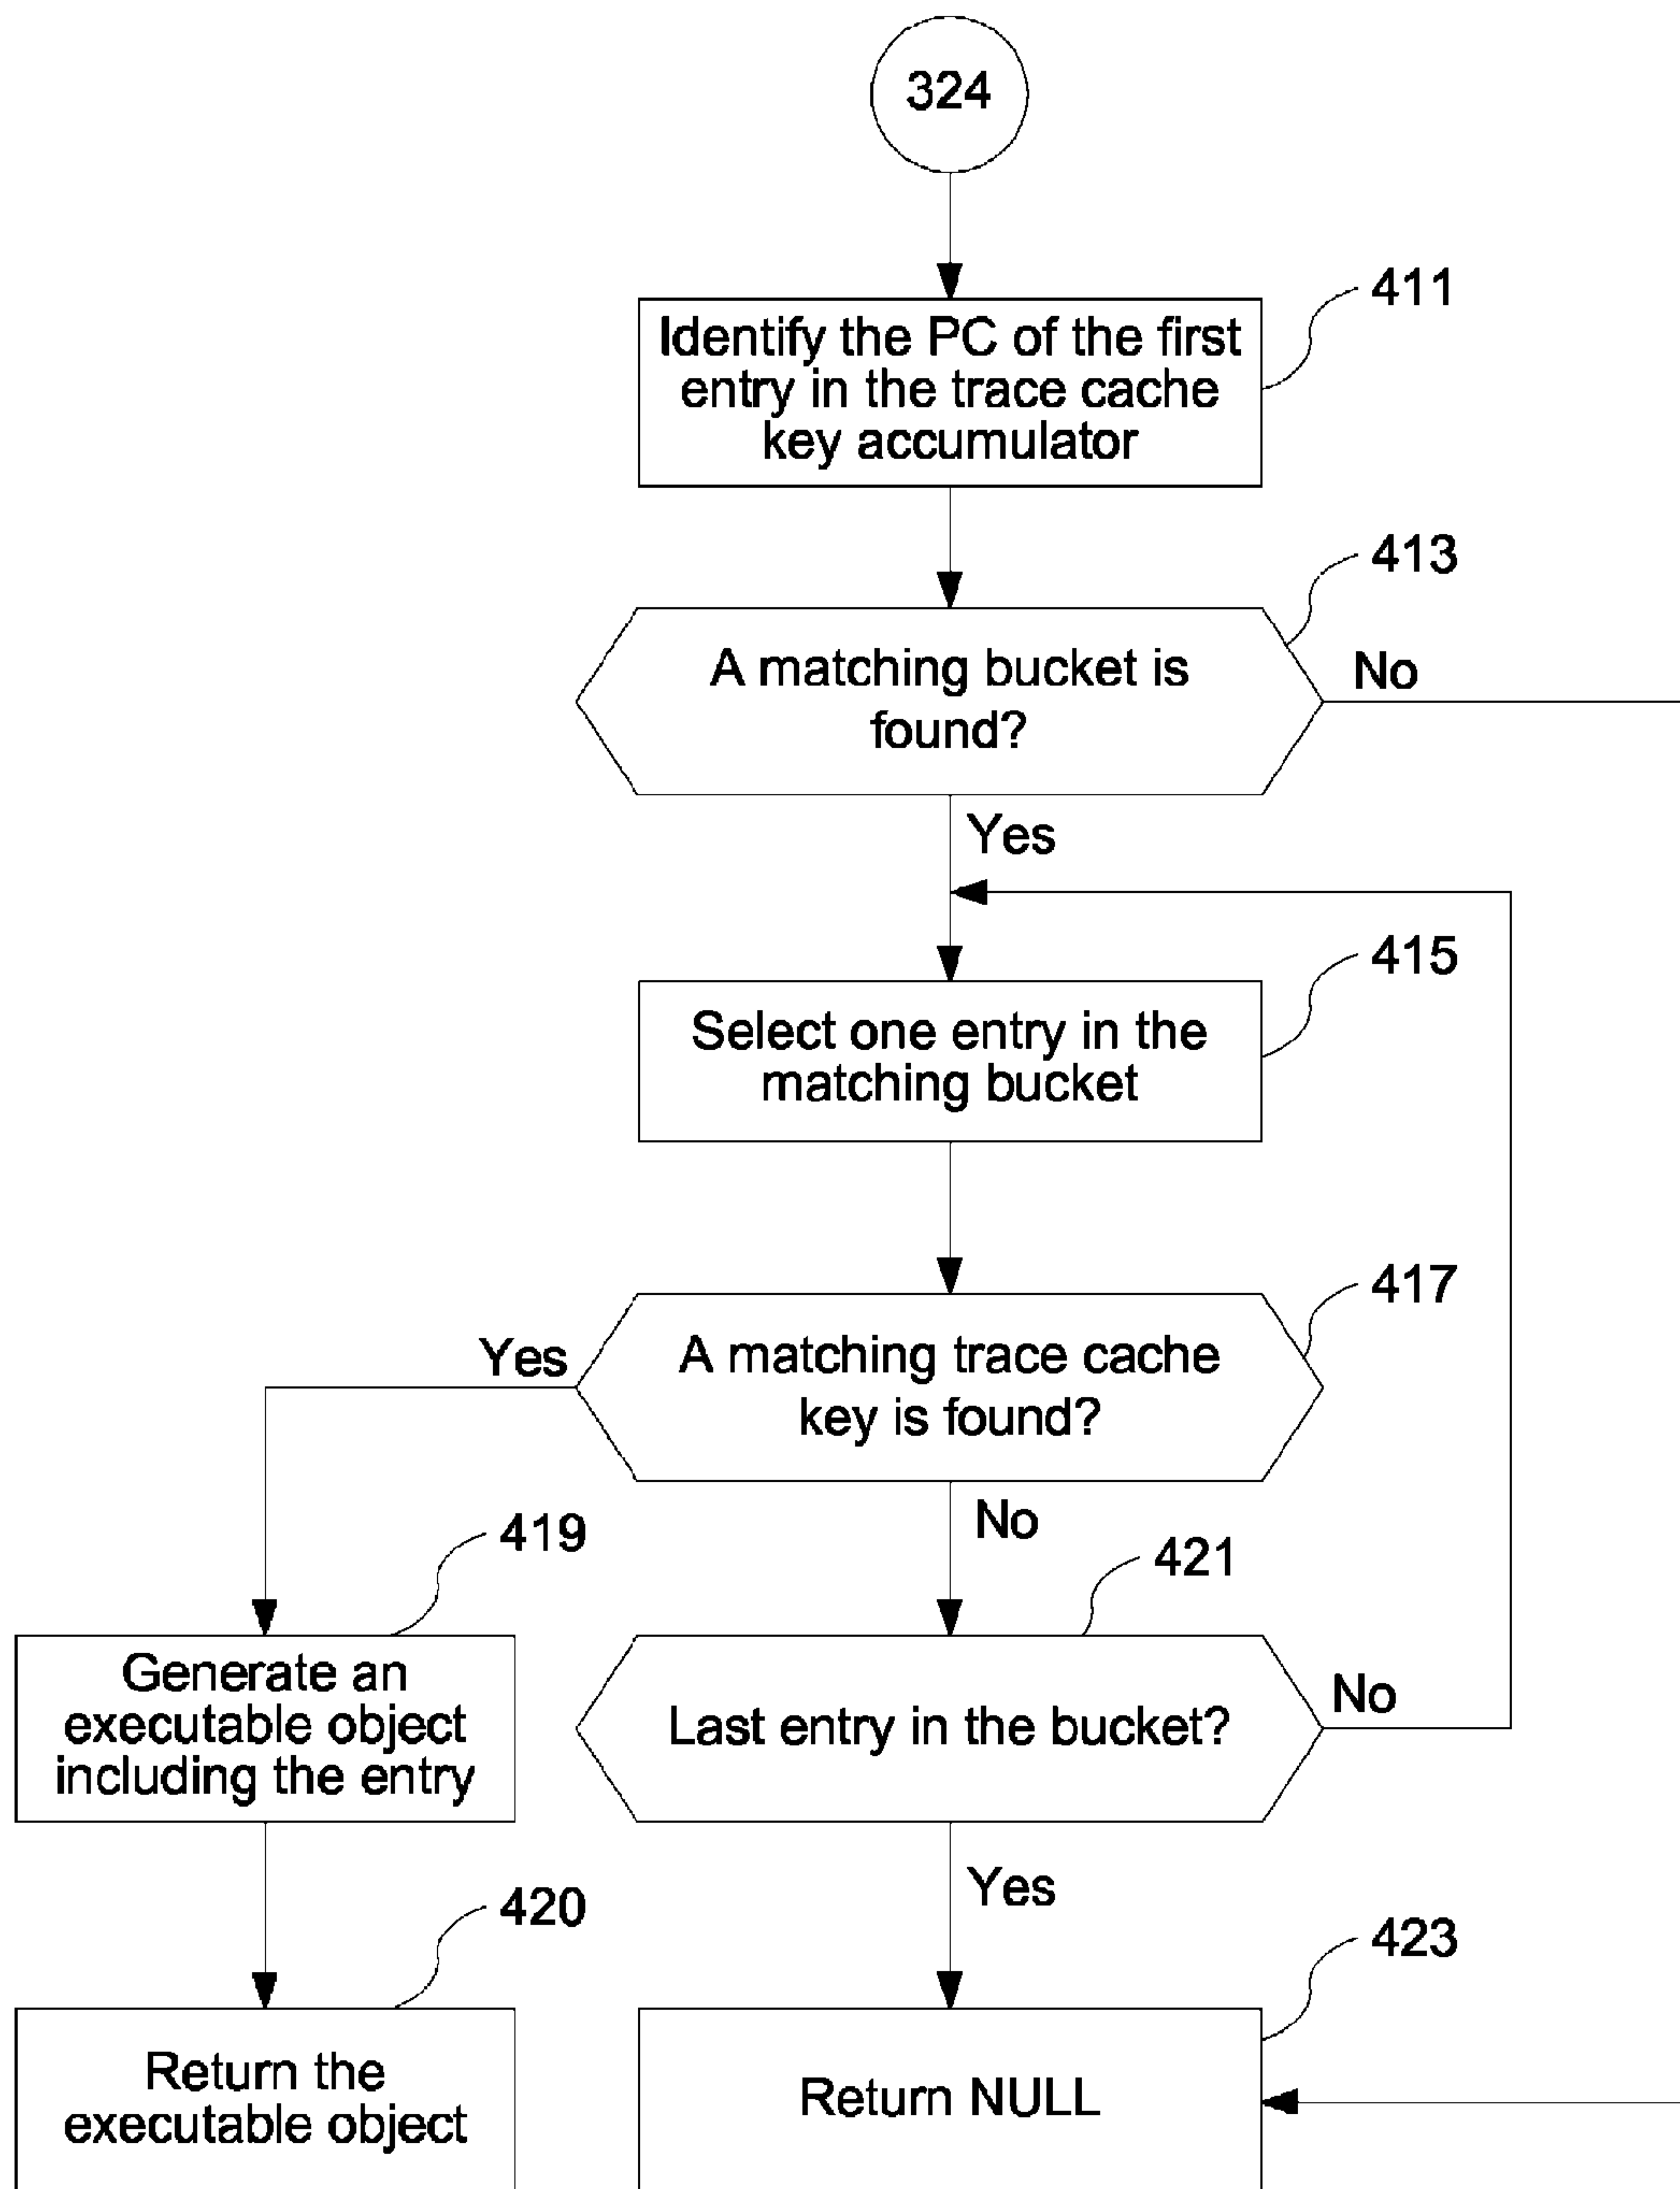 324
411
Identify the PC of the first
entry in the trace cache
key accumulator
413
A matching bucket is
found?
No
Yes
415
Select one entry in the
matching bucket
417
Yes
A matching trace cache
key is found?
No
419
421
Generate an
executable object
including the entry
Last entry in the bucket?
No
Yes
420
423
Return the
executable object
Return NULL